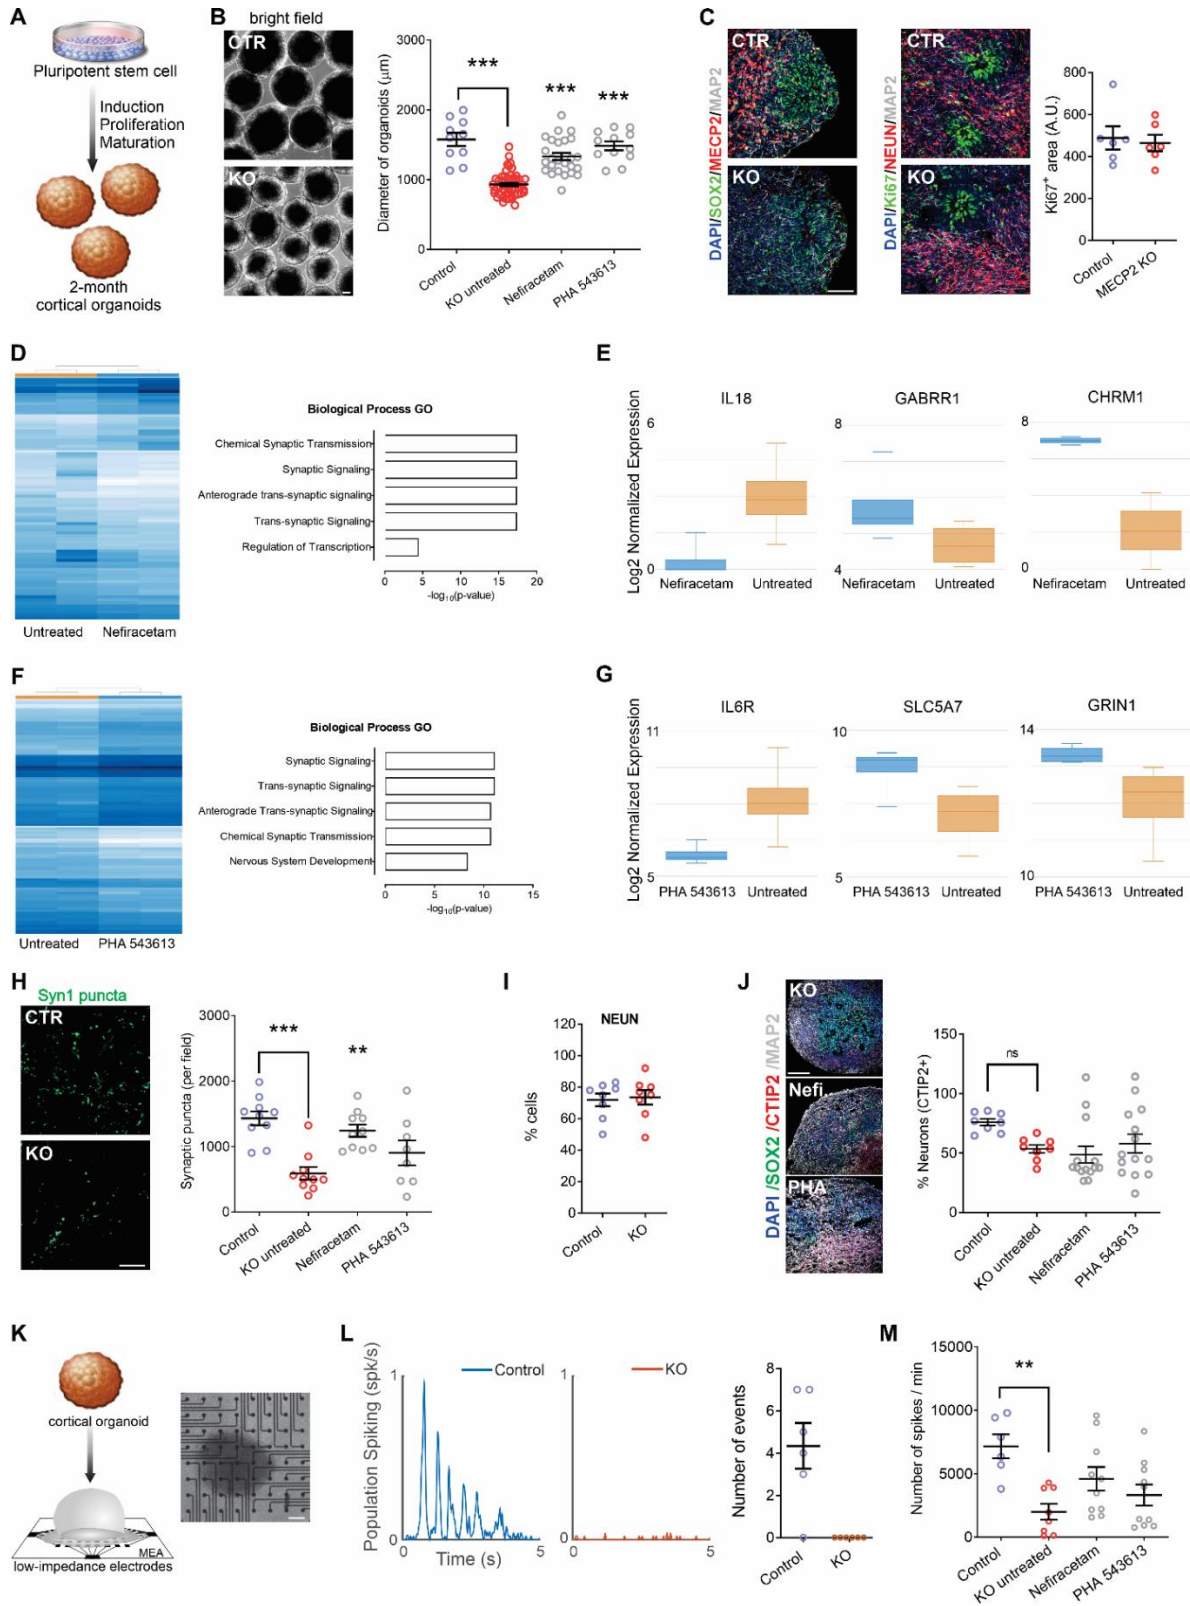 A
Pluripotent stem cell
Induction
Proliferation
Maturation
2-month
cortical organoids
B
bright field
CTR
KO
Diameter of organoids (μm)
3000
2000
1000
0
***
***
***
Control
KO untreated
Nefiracetam
PHA 543613
C
DAPI/SOX2/MECP2/MAP2
CTR
KO
DAPI/Ki67/NEUN/MAP2
CTR
KO
Ki67+ area (A.U.)
800
600
400
200
0
Control
MECP2 KO
D
Untreated
Nefiracetam
Biological Process GO
Chemical Synaptic Transmission
Synaptic Signaling
Anterograde trans-synaptic signaling
Trans-synaptic Signaling
Regulation of Transcription
0 5 10 15 20
-log10(p-value)
E
Log2 Normalized Expression
IL18
6
0
Nefiracetam Untreated
GABRR1
8
4
Nefiracetam Untreated
CHRM1
8
0
Nefiracetam Untreated
F
Untreated
PHA 543613
Biological Process GO
Synaptic Signaling
Trans-synaptic Signaling
Anterograde Trans-synaptic Signaling
Chemical Synaptic Transmission
Nervous System Development
0 5 10 15
-log10(p-value)
G
Log2 Normalized Expression
IL6R
11
5
PHA 543613 Untreated
SLC5A7
10
5
PHA 543613 Untreated
GRIN1
14
10
PHA 543613 Untreated
H
Syn1 puncta
CTR
KO
Synaptic puncta (per field)
3000
2000
1000
0
***
**
Control
KO untreated
Nefiracetam
PHA 543613
I
NEUN
% cells
120
100
80
60
40
20
0
Control
KO
J
DAPI /SOX2/CTIP2 /MAP2
KO
Nefi.
PHA
% Neurons (CTIP2+)
150
100
50
0
ns
Control
KO untreated
Nefiracetam
PHA 543613
K
cortical organoid
MEA
low-impedance electrodes
L
Population Spiking (spk/s)
1
0
Control
0 5
Time (s)
1
0
KO
0 5
Number of events
8
6
4
2
0
Control
KO
M
Number of spikes / min
15000
10000
5000
0
**
Control
KO untreated
Nefiracetam
PHA 543613